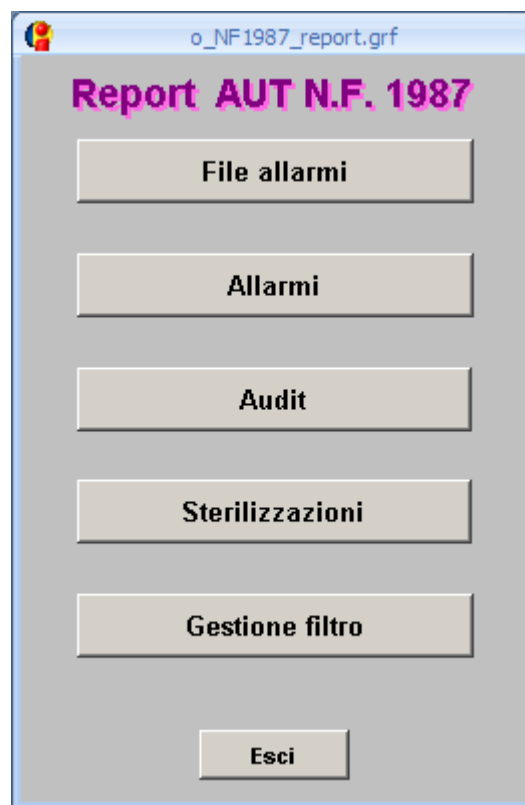 o_NF1987_report.grf
Report AUT N.F. 1987
File allarmi
Allarmi
Audit
Sterilizzazioni
Gestione filtro
Esci